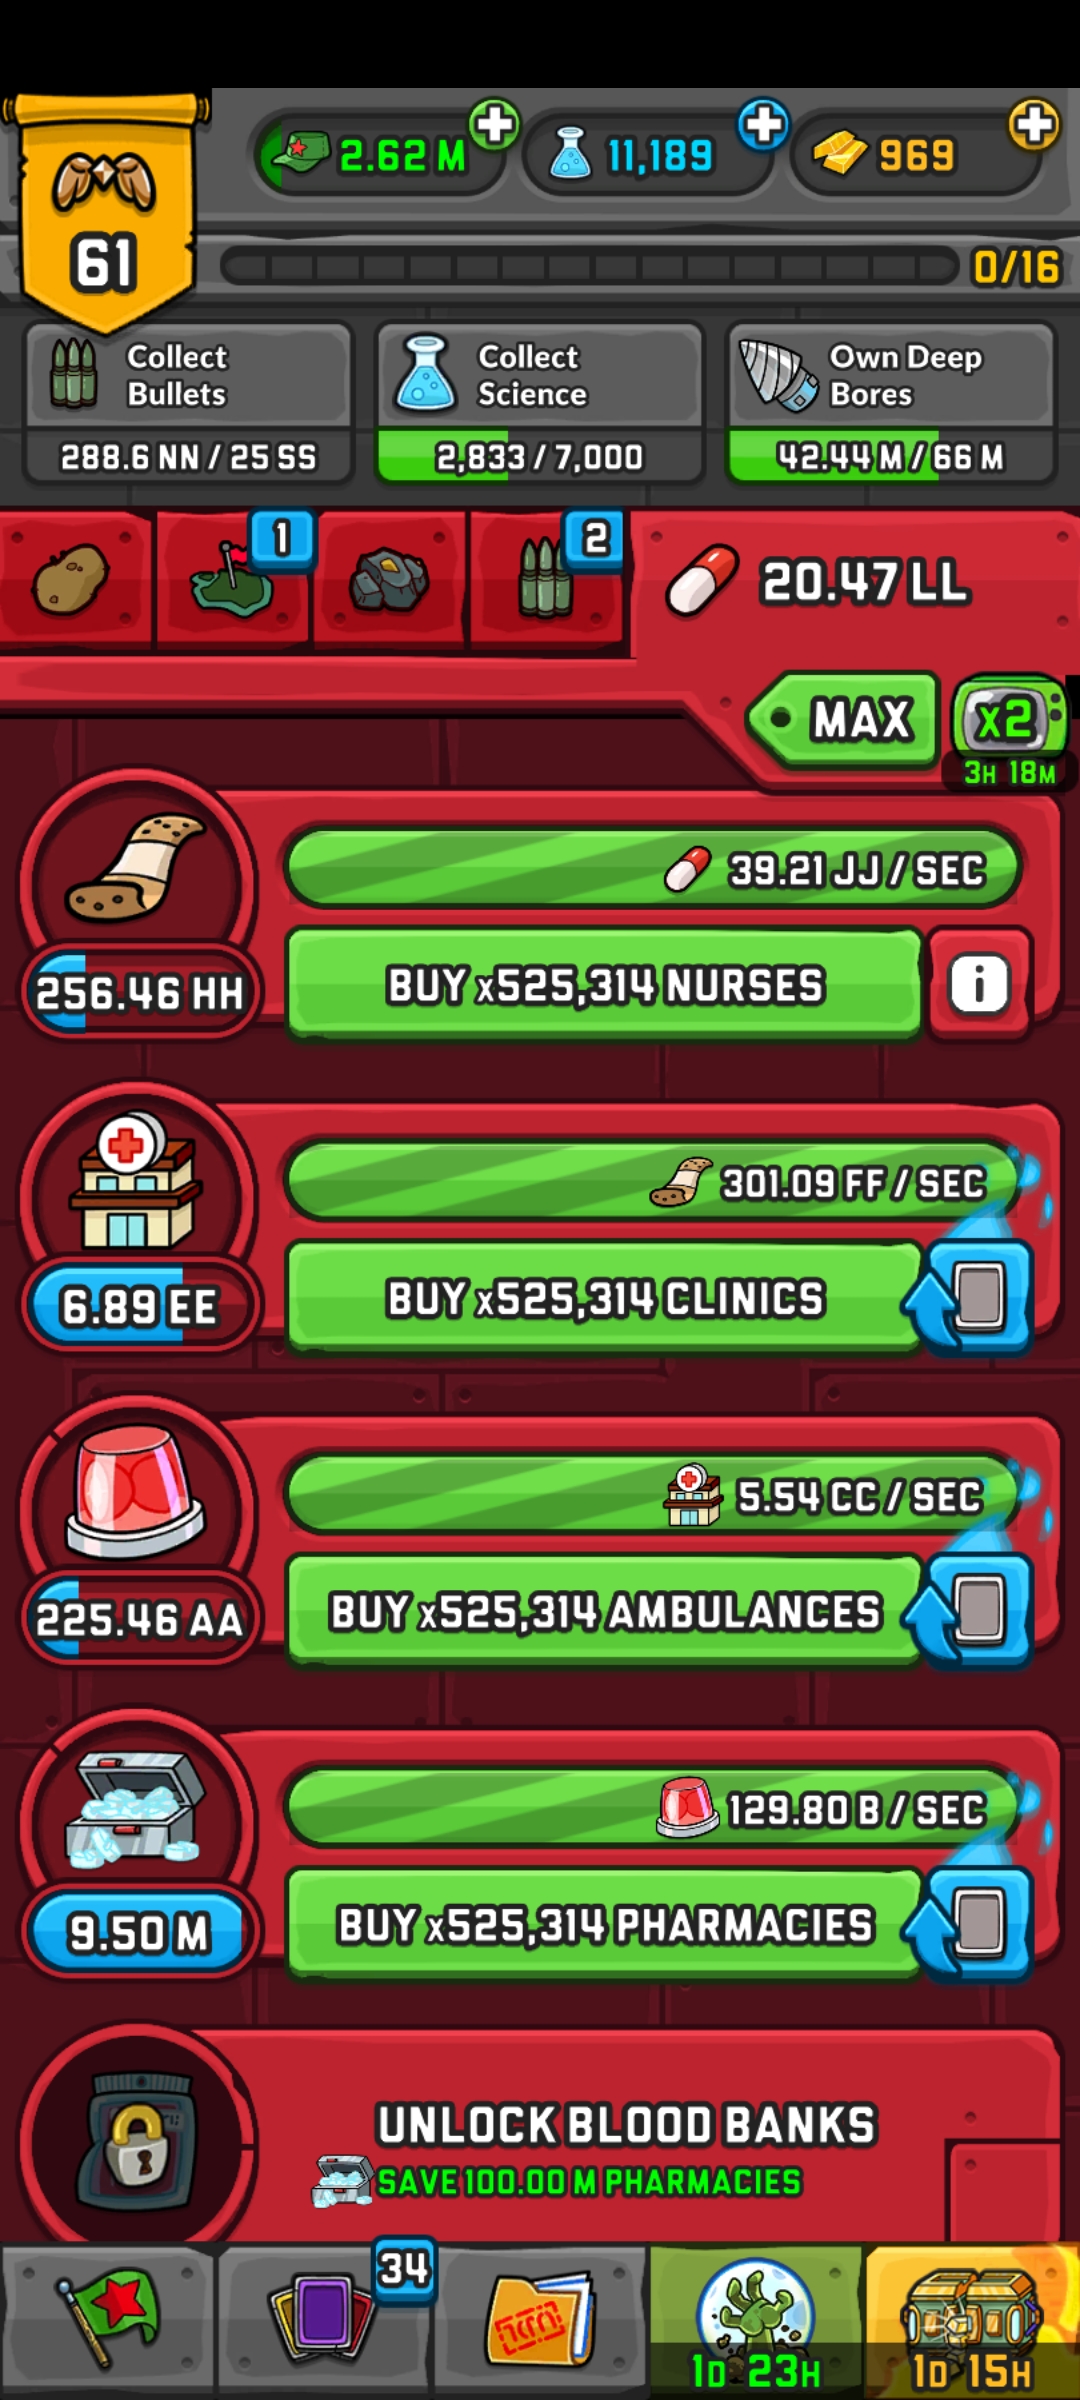 61
2.62 M
11,189
969
0/16
Collect
Bullets
288.6 NN / 25 SS
Collect
Science
2,833 / 7,000
Own Deep
Bores
42.44 M / 66 M
1
2
20.47 LL
MAX
x2
3H 18M
39.21 JJ / SEC
256.46 HH
BUY x525,314 NURSES
i
301.09 FF / SEC
6.89 EE
BUY x525,314 CLINICS
5.54 CC / SEC
225.46 AA
BUY x525,314 AMBULANCES
129.80 B / SEC
9.50 M
BUY x525,314 PHARMACIES
UNLOCK BLOOD BANKS
SAVE 100.00 M PHARMACIES
34
1D 23H
1D 15H